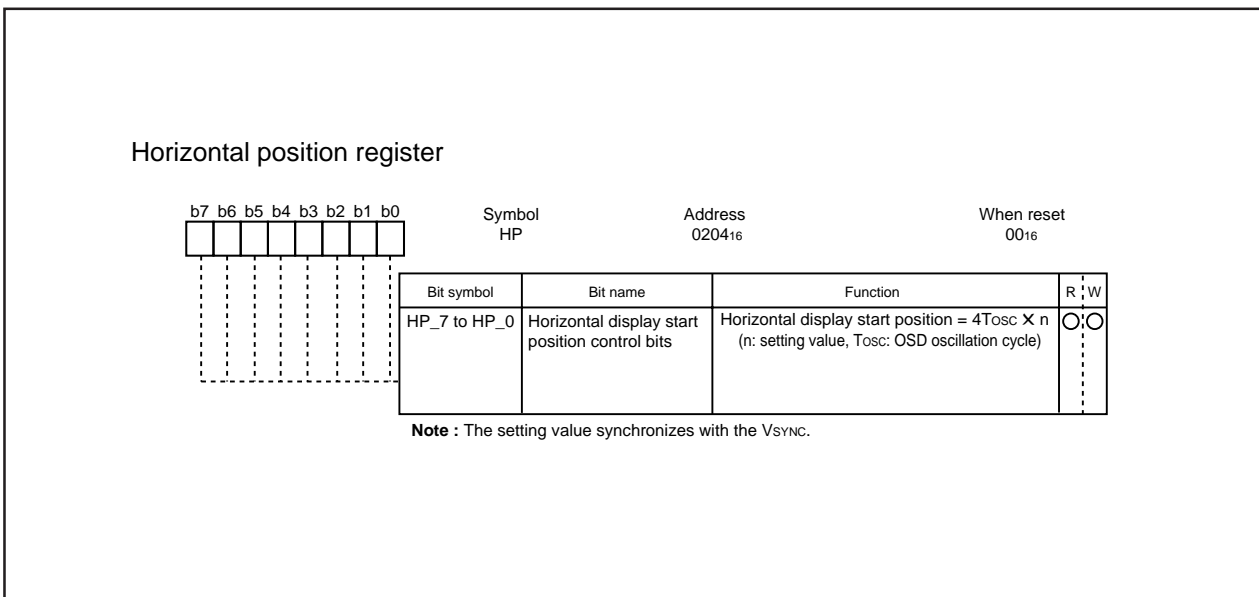 Horizontal position register
b7 b6 b5 b4 b3 b2 b1 b0
Symbol Address When reset
HP 020416 0016
Bit symbol Bit name Function R W
HP_7 to HP_0 Horizontal display start Horizontal display start position = 4Tosc X n
position control bits (n: setting value, Tosc: OSD oscillation cycle)
Note : The setting value synchronizes with the VSYNC.